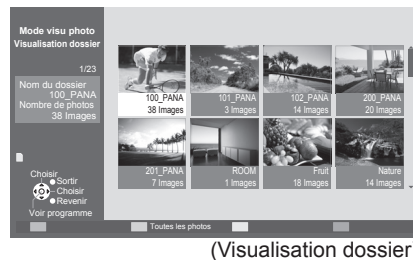 Mode visu photo
Visualisation dossier
1/23
Nom du dossier
100_PANA
Nombre de photos
38 Images
Choisir
Sortir
Choisir
Revenir
Voir programme
100_PANA
38 Images
101_PANA
3 Images
102_PANA
14 Images
200_PANA
20 Images
201_PANA
7 Images
ROOM
1 Images
Fruit
18 Images
Nature
14 Images
Toutes les photos
(Visualisation dossier